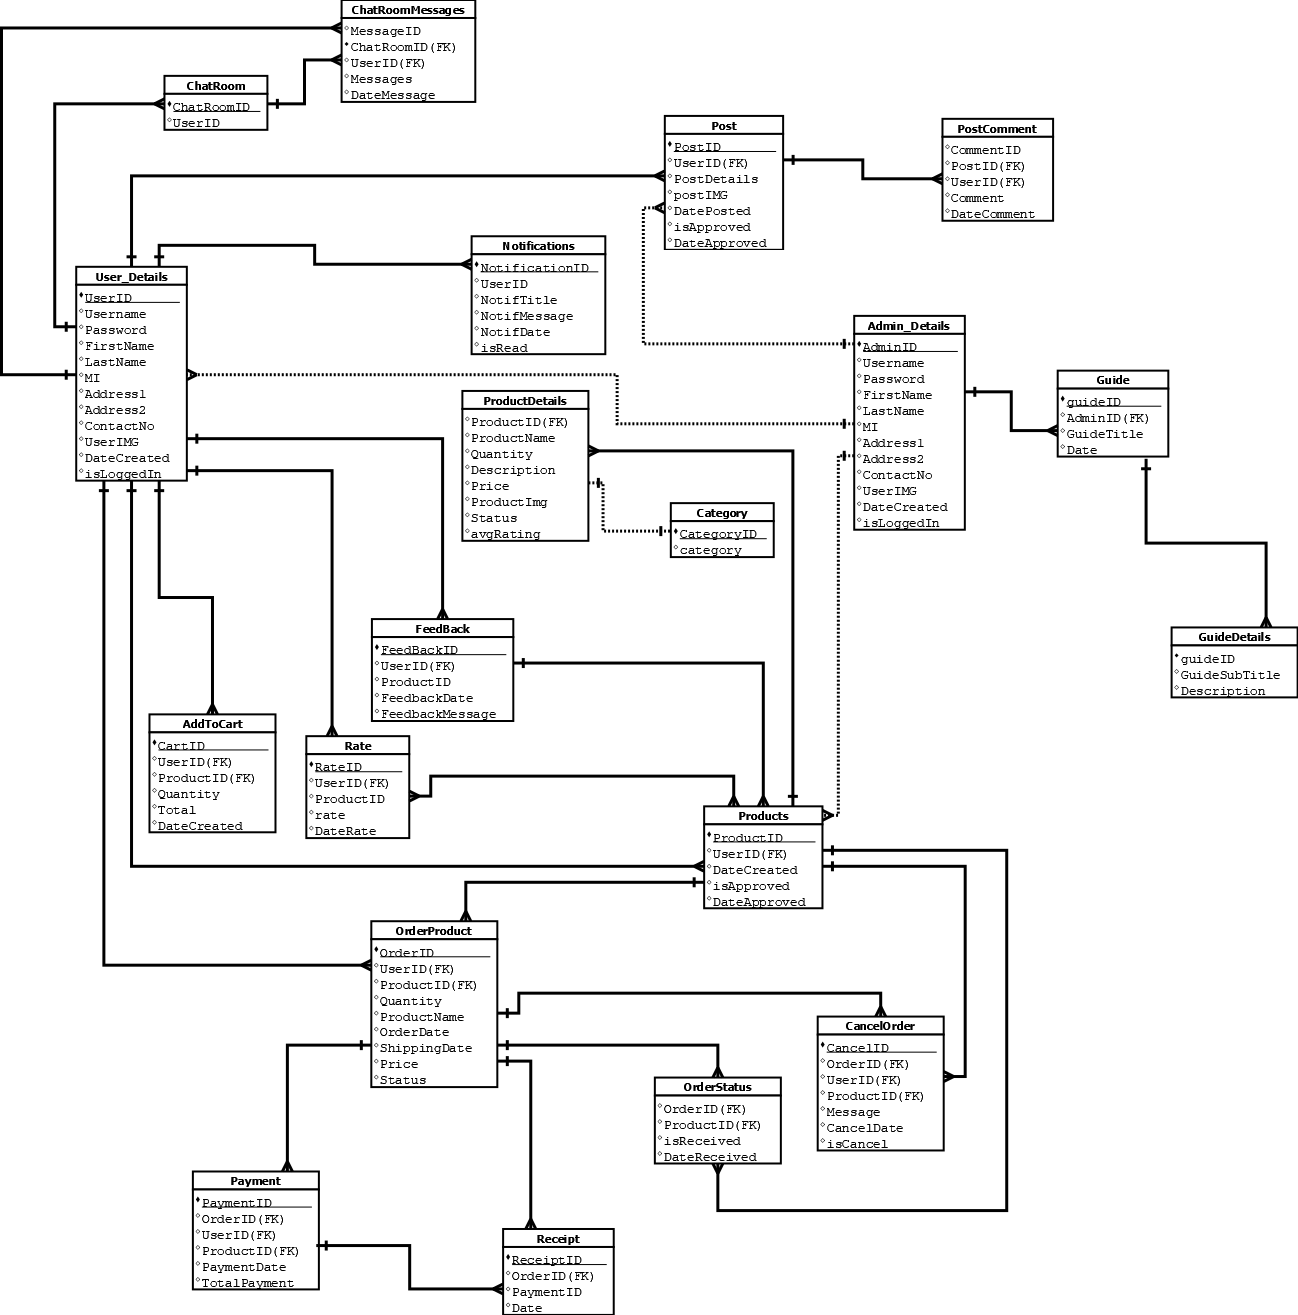 ChatRoomMessages
MessageID
ChatRoomID(FK)
UserID(FK)
Messages
DateMessage
ChatRoom
ChatRoomID
UserID
Post
PostID
UserID(FK)
PostDetails
postIMG
DatePosted
isApproved
DateApproved
PostComment
CommentID
PostID(FK)
UserID(FK)
Comment
DateComment
Notifications
NotificationID
UserID
NotifTitle
NotifMessage
NotifDate
isRead
User_Details
UserID
Username
Password
FirstName
LastName
MI
Address1
Address2
ContactNo
UserIMG
DateCreated
isLoggedIn
Admin_Details
AdminID
Username
Password
FirstName
LastName
MI
Address1
Address2
ContactNo
UserIMG
DateCreated
isLoggedIn
Guide
guideID
AdminID(FK)
GuideTitle
Date
ProductDetails
ProductID(FK)
ProductName
Quantity
Description
Price
ProductImg
Status
avgRating
Category
CategoryID
category
GuideDetails
guideID
GuideSubTitle
Description
FeedBack
FeedBackID
UserID(FK)
ProductID
FeedbackDate
FeedbackMessage
AddToCart
CartID
UserID(FK)
ProductID(FK)
Quantity
Total
DateCreated
Rate
RateID
UserID(FK)
ProductID
rate
DateRate
Products
ProductID
UserID(FK)
DateCreated
isApproved
DateApproved
OrderProduct
OrderID
UserID(FK)
ProductID(FK)
Quantity
ProductName
OrderDate
ShippingDate
Price
Status
CancelOrder
CancelID
OrderID(FK)
UserID(FK)
ProductID(FK)
Message
CancelDate
isCancel
OrderStatus
OrderID(FK)
ProductID(FK)
isReceived
DateReceived
Payment
PaymentID
OrderID(FK)
UserID(FK)
ProductID(FK)
PaymentDate
TotalPayment
Receipt
ReceiptID
OrderID(FK)
PaymentID
Date